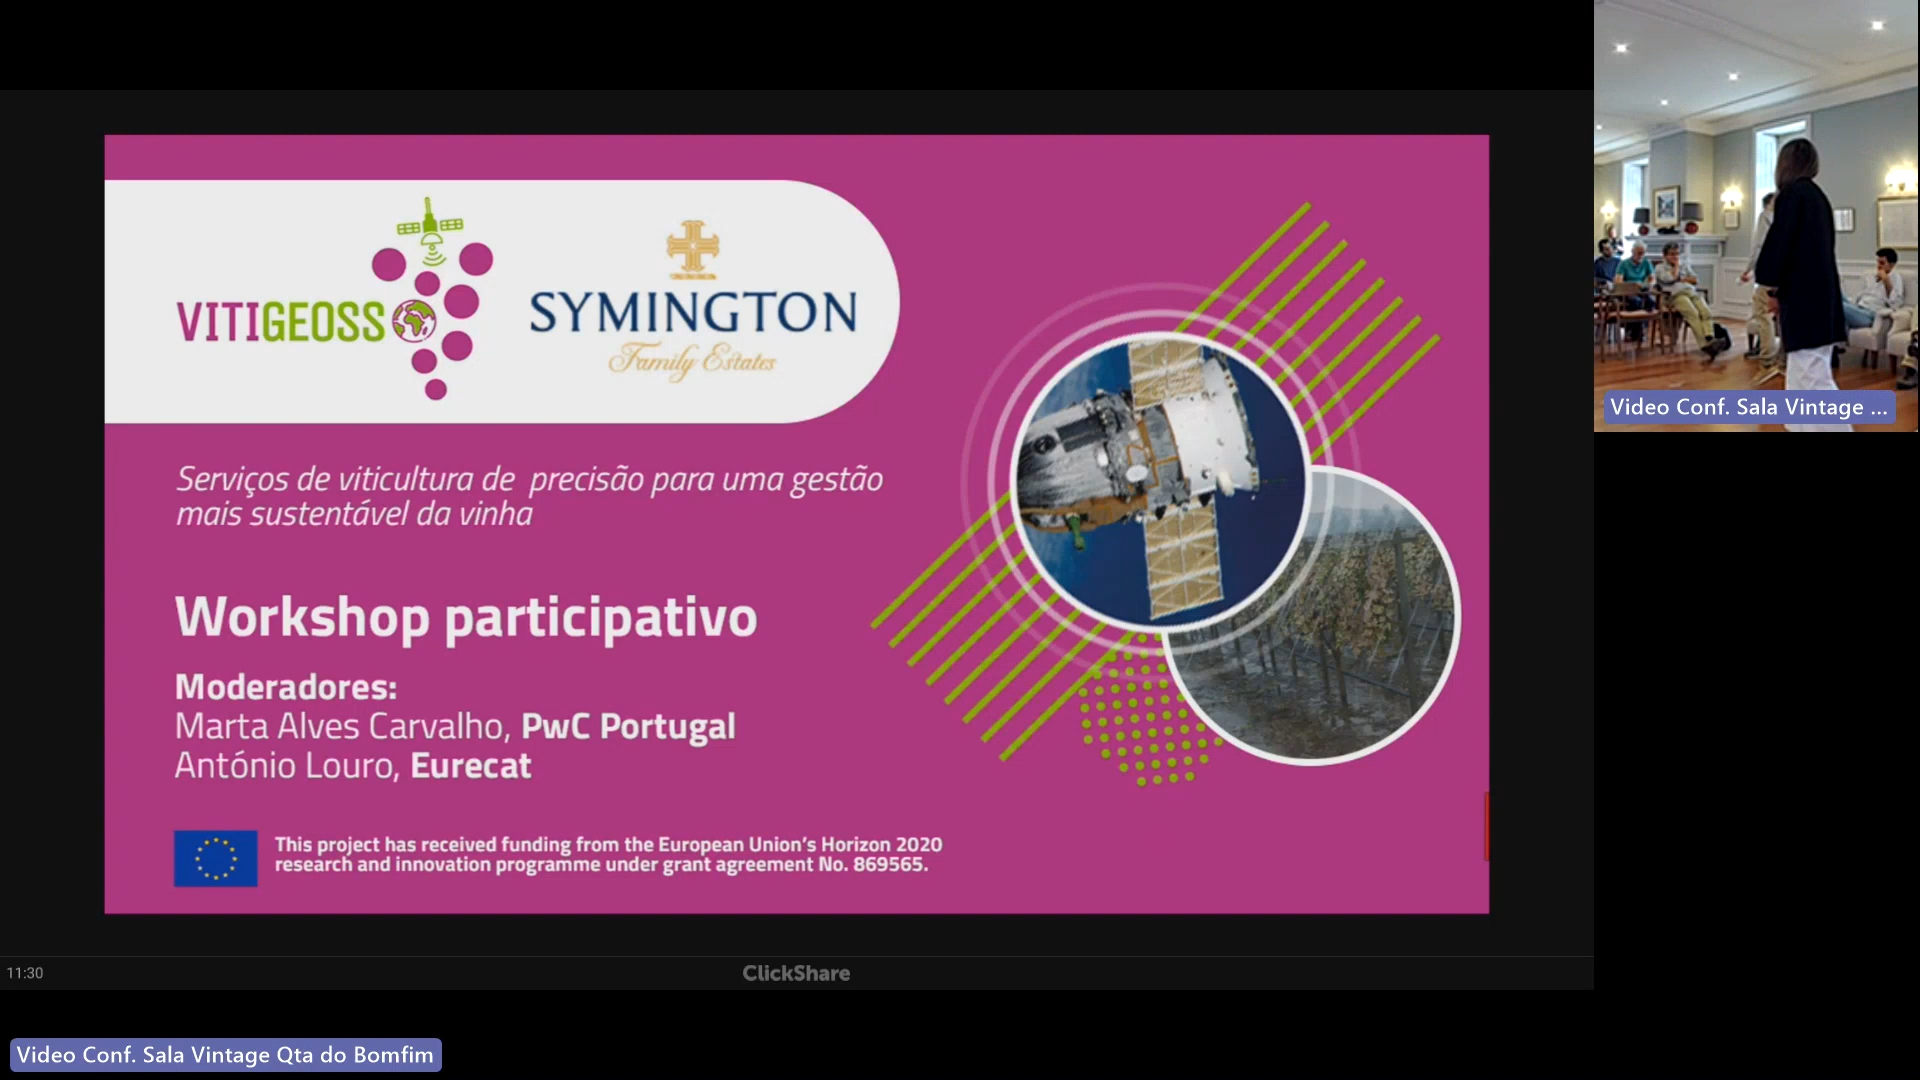 VITIGEOSS
SYMINGTON
Family Estates
Serviços de viticultura de precisão para uma gestão
mais sustentável da vinha
Workshop participativo
Moderadores:
Marta Alves Carvalho, PwC Portugal
António Louro, Eurecat
This project has received funding from the European Union's Horizon 2020
research and innovation programme under grant agreement No. 869565.
11:30
ClickShare
Video Conf. Sala Vintage ...
Video Conf. Sala Vintage Qta do Bomfim